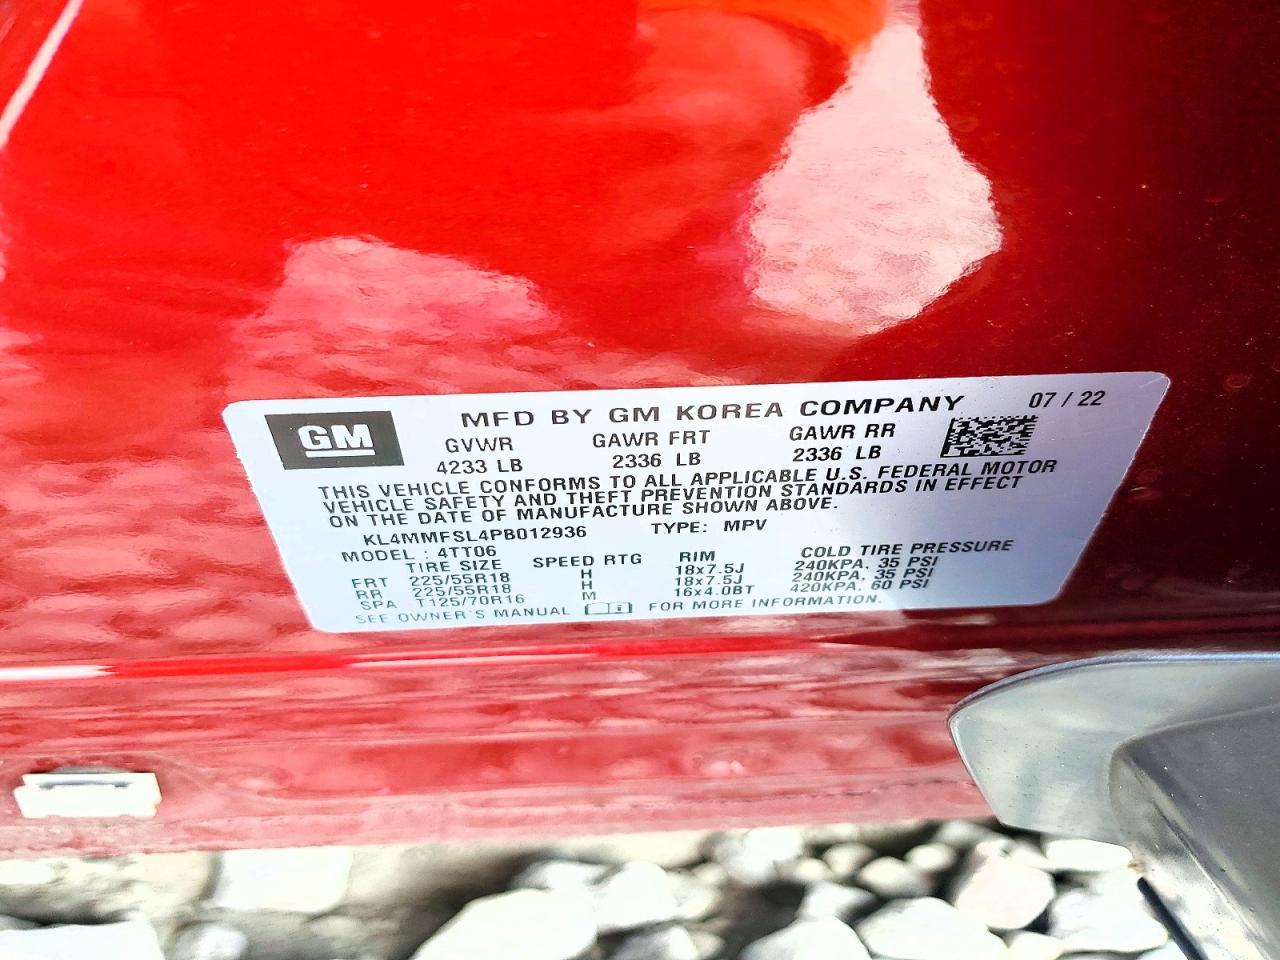 GM
MFD BY GM KOREA COMPANY 07 / 22
GVWR GAWR FRT GAWR RR
4233 LB 2336 LB 2336 LB
THIS VEHICLE CONFORMS TO ALL APPLICABLE U.S. FEDERAL MOTOR
VEHICLE SAFETY AND THEFT PREVENTION STANDARDS IN EFFECT
ON THE DATE OF MANUFACTURE SHOWN ABOVE.
KL4MMFSL4PB012936 TYPE: MPV
MODEL : 4TT06
TIRE SIZE SPEED RTG RIM COLD TIRE PRESSURE
FRT 225/55R18 H 18x7.5J 240KPA, 35 PSI
RR 225/55R18 H 18x7.5J 240KPA, 35 PSI
SPA T125/70R16 M 16x4.0BT 420KPA, 60 PSI
SEE OWNER'S MANUAL i FOR MORE INFORMATION.